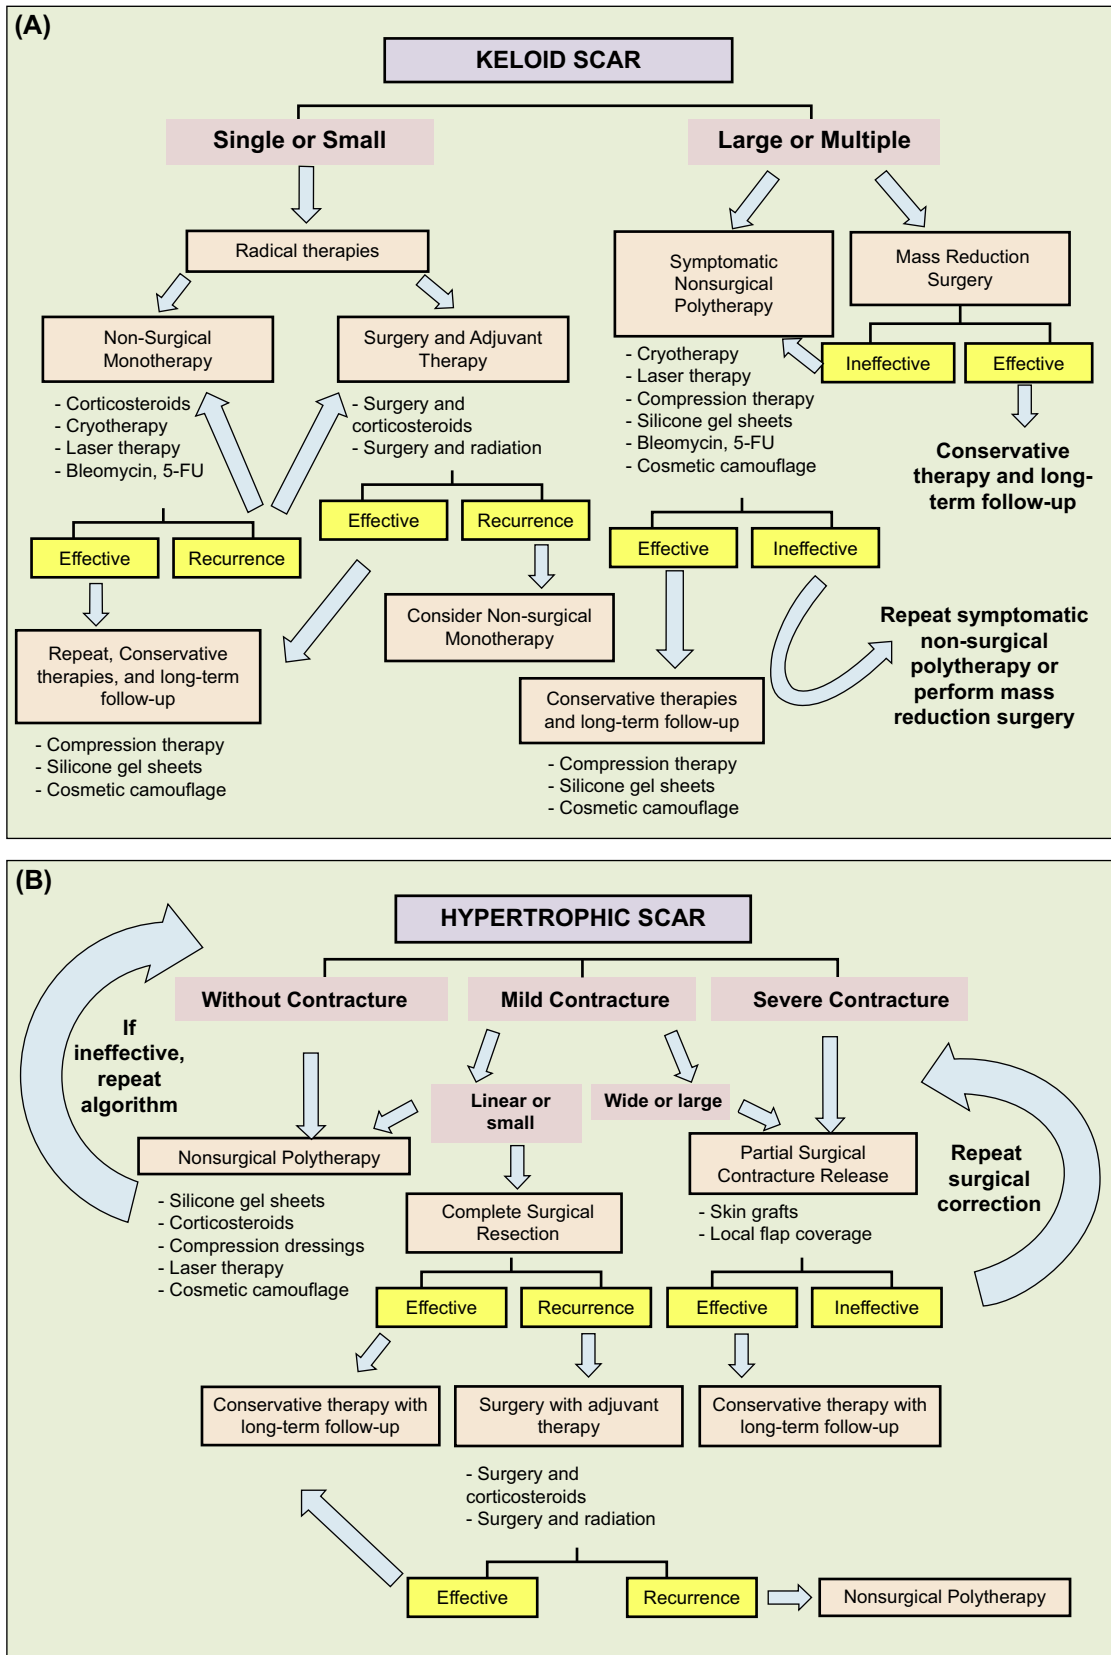 (A)
KELOID SCAR
Single or Small
Large or Multiple
Radical therapies
Symptomatic
Nonsurgical
Polytherapy
Mass Reduction
Surgery
Non-Surgical
Monotherapy
Surgery and Adjuvant
Therapy
Ineffective
Effective
- Corticosteroids
- Cryotherapy
- Laser therapy
- Bleomycin, 5-FU
- Surgery and
corticosteroids
- Surgery and radiation
- Cryotherapy
- Laser therapy
- Compression therapy
- Silicone gel sheets
- Bleomycin, 5-FU
- Cosmetic camouflage
Conservative
therapy and long-
term follow-up
Effective
Recurrence
Effective
Recurrence
Effective
Ineffective
Repeat, Conservative
therapies, and long-term
follow-up
Consider Non-surgical
Monotherapy
Conservative therapies
and long-term follow-up
Repeat symptomatic
non-surgical
polytherapy or
perform mass
reduction surgery
- Compression therapy
- Silicone gel sheets
- Cosmetic camouflage
- Compression therapy
- Silicone gel sheets
- Cosmetic camouflage
(B)
HYPERTROPHIC SCAR
Without Contracture
Mild Contracture
Severe Contracture
If
ineffective,
repeat
algorithm
Linear or
small
Wide or large
Nonsurgical Polytherapy
Partial Surgical
Contracture Release
Repeat
surgical
correction
- Silicone gel sheets
- Corticosteroids
- Compression dressings
- Laser therapy
- Cosmetic camouflage
Complete Surgical
Resection
- Skin grafts
- Local flap coverage
Effective
Recurrence
Effective
Ineffective
Conservative therapy with
long-term follow-up
Surgery with adjuvant
therapy
Conservative therapy with
long-term follow-up
- Surgery and
corticosteroids
- Surgery and radiation
Effective
Recurrence
Nonsurgical Polytherapy